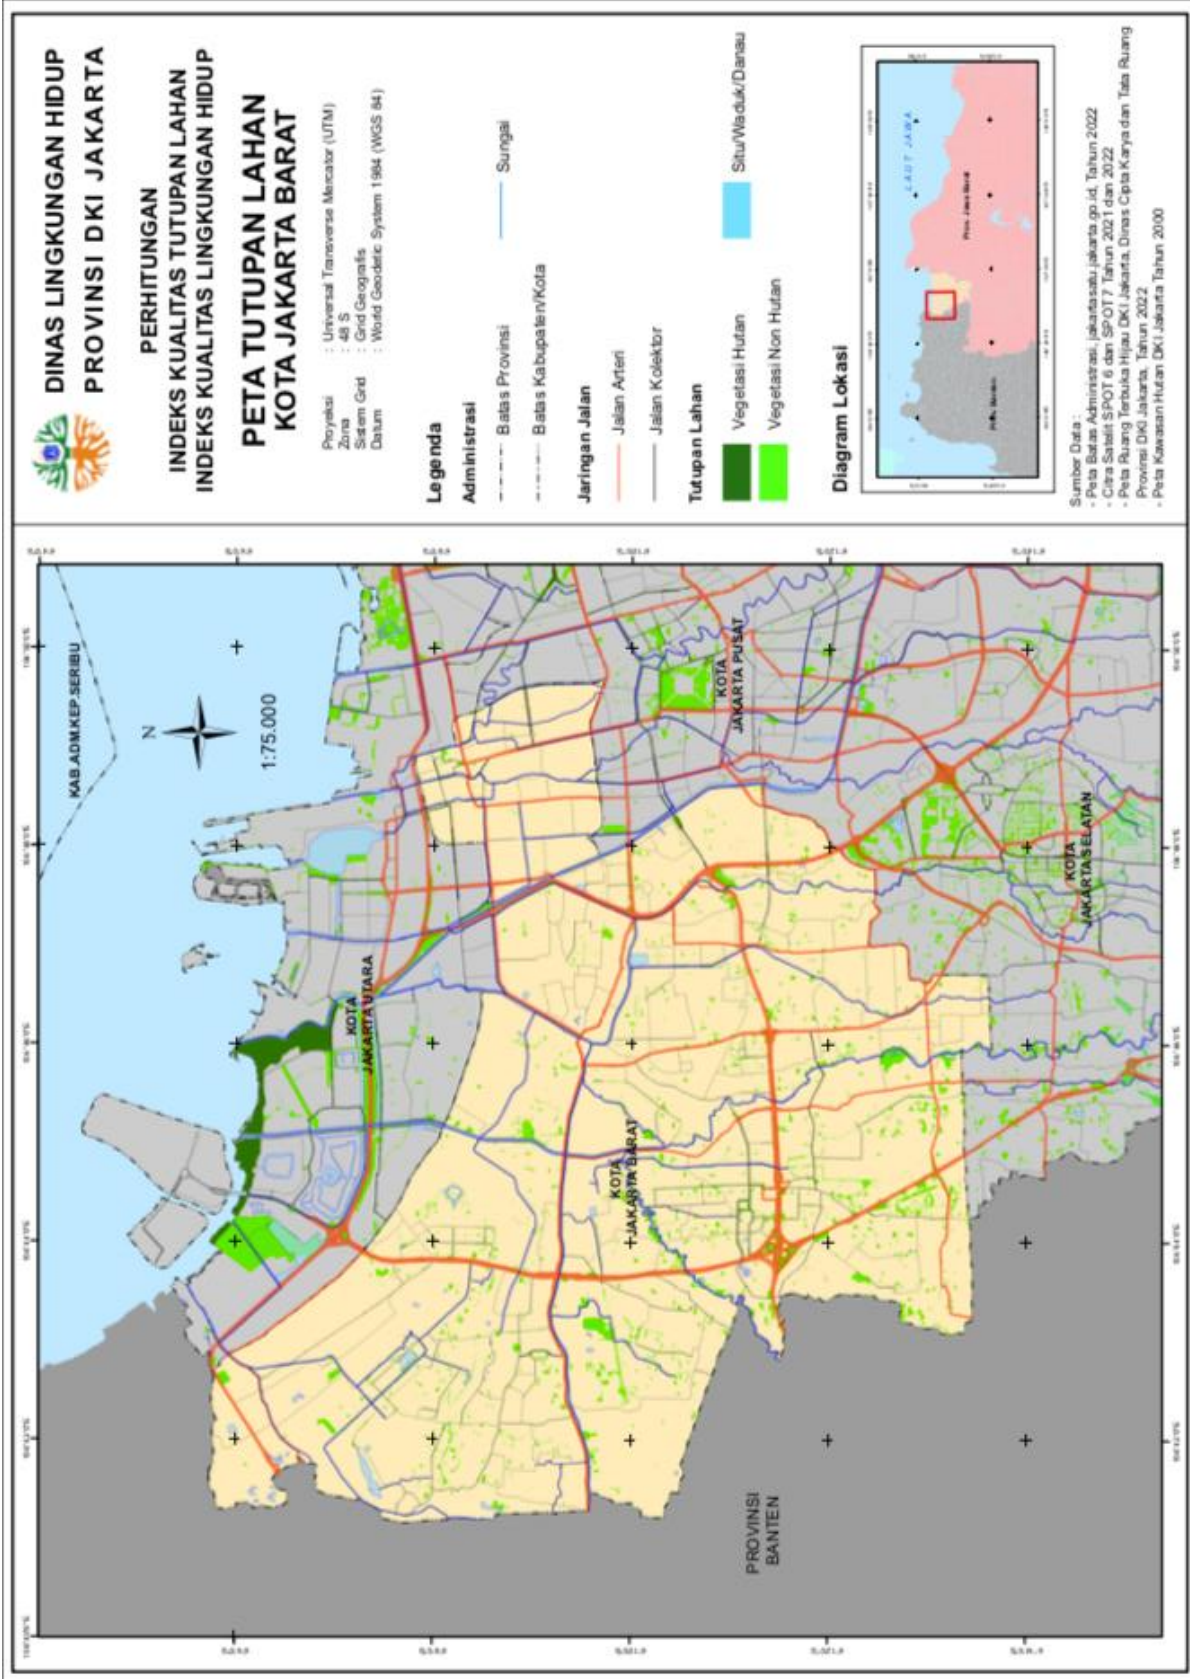 DINAS LINGKUNGAN HIDUP
PROVINSI DKI JAKARTA
PERHITUNGAN
INDEKS KUALITAS TUTUPAN LAHAN
INDEKS KUALITAS LINGKUNGAN HIDUP
PETA TUTUPAN LAHAN
KOTA JAKARTA BARAT
Proyeksi : Universal Transverse Mercator (UTM)
Zona : 48 S
Sistem Grid : Grid Geografis
Datum : World Geodetic System 1984 (WGS 84)
Legenda
Administrasi
Batas Provinsi
Sungai
Batas Kabupaten/Kota
Jaringan Jalan
Jalan Arteri
Jalan Kolektor
Tutupan Lahan
Vegetasi Hutan
Situ/Waduk/Danau
Vegetasi Non Hutan
Diagram Lokasi
LAUT JAWA
Prov. Jawa Barat
Sumber Data :
- Peta Batas Administrasi, jakartasatu.jakarta.go.id, Tahun 2022
- Citra Satelit SPOT 6 dan SPOT 7 Tahun 2021 dan 2022
- Peta Ruang Terbuka Hijau DKI Jakarta, Dinas Cipta Karya dan Tata Ruang
Provinsi DKI Jakarta, Tahun 2022
- Peta Kawasan Hutan DKI Jakarta Tahun 2000
KAB.ADM.KEP.SERIBU
N
1:75.000
KOTA
JAKARTA UTARA
KOTA
JAKARTA PUSAT
KOTA
JAKARTA BARAT
KOTA
JAKARTA SELATAN
PROVINSI
BANTEN